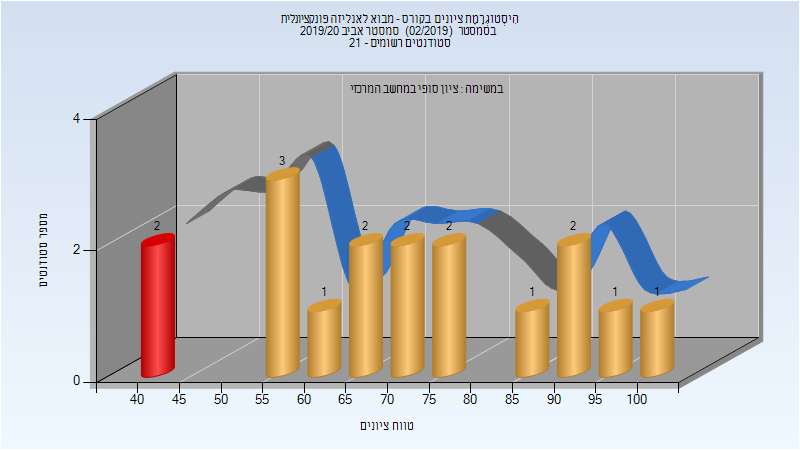 הִיסְטוֹגְרַמַּת ציונים בקורס - מבוא לאנליזה פונקציונלית
בסמסטר (02/2019) סמסטר אביב 2019/20
סטודנטים רשומים - 21
במשימה : ציון סופי במחשב המרכזי
מספר סטודנטים
4
2
0
2
3
1
2
2
2
1
2
1
1
40 45 50 55 60 65 70 75 80 85 90 95 100
טווח ציונים